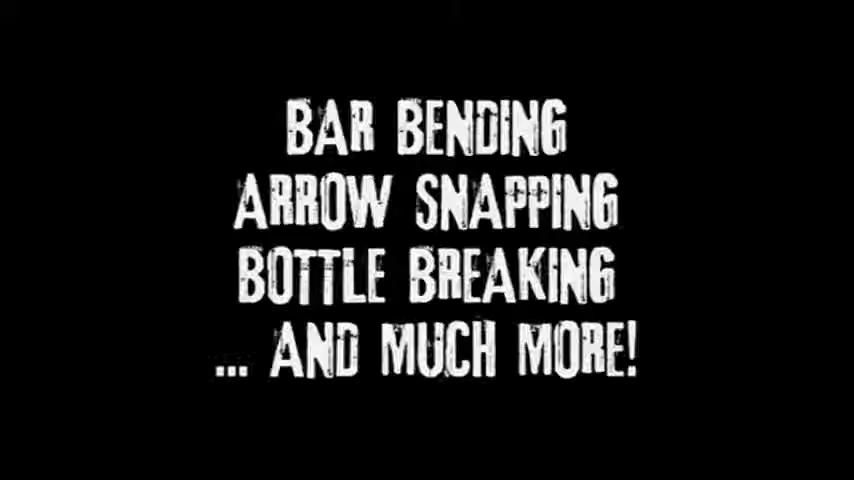 BAR BENDING
ARROW SNAPPING
BOTTLE BREAKING
... AND MUCH MORE!